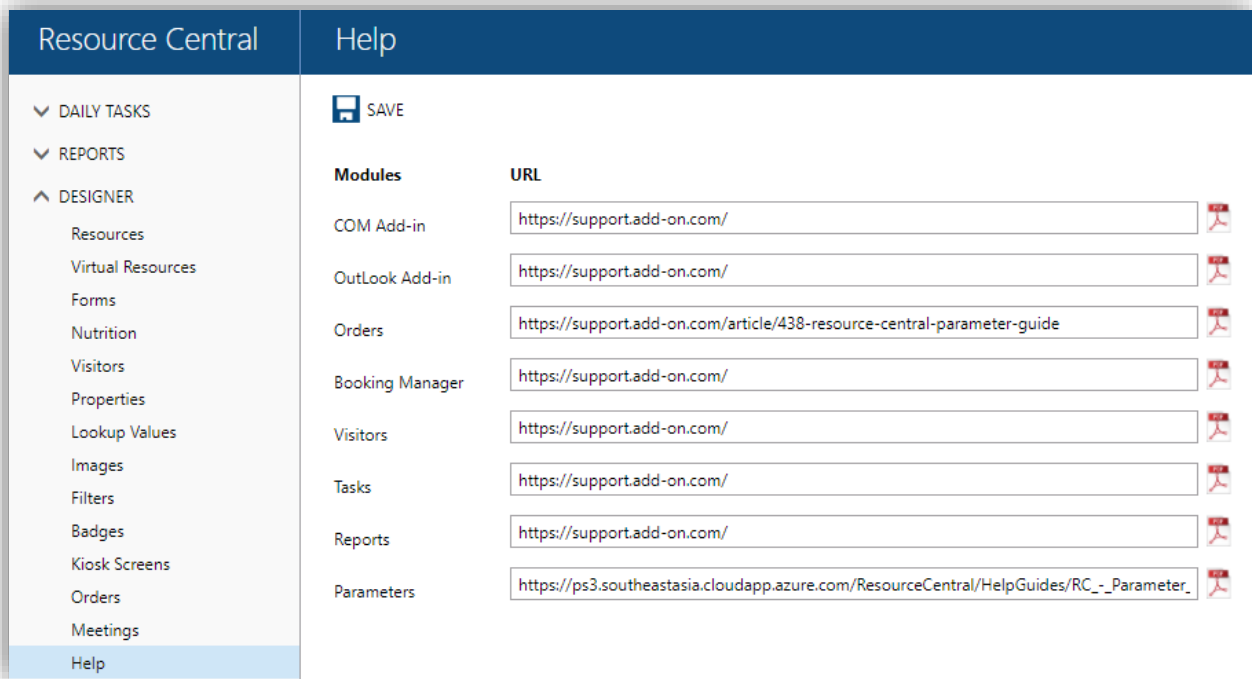 Resource Central
Help
DAILY TASKS
REPORTS
DESIGNER
Resources
Virtual Resources
Forms
Nutrition
Visitors
Properties
Lookup Values
Images
Filters
Badges
Kiosk Screens
Orders
Meetings
Help
SAVE
Modules URL
COM Add-in https://support.add-on.com/
OutLook Add-in https://support.add-on.com/
Orders https://support.add-on.com/article/438-resource-central-parameter-guide
Booking Manager https://support.add-on.com/
Visitors https://support.add-on.com/
Tasks https://support.add-on.com/
Reports https://support.add-on.com/
Parameters https://ps3.southeastasia.cloudapp.azure.com/ResourceCentral/HelpGuides/RC_-_Parameter_